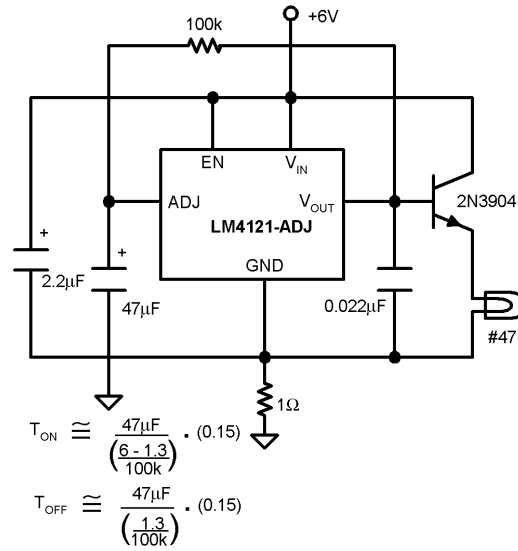 +6V
100k
EN
VIN
ADJ
VOUT
2N3904
LM4121-ADJ
GND
+
2.2µF
+
47µF
0.022µF
#47
1Ω
TON ≅ 47µF / ((6 - 1.3) / 100k) · (0.15)
TOFF ≅ 47µF / (1.3 / 100k) · (0.15)